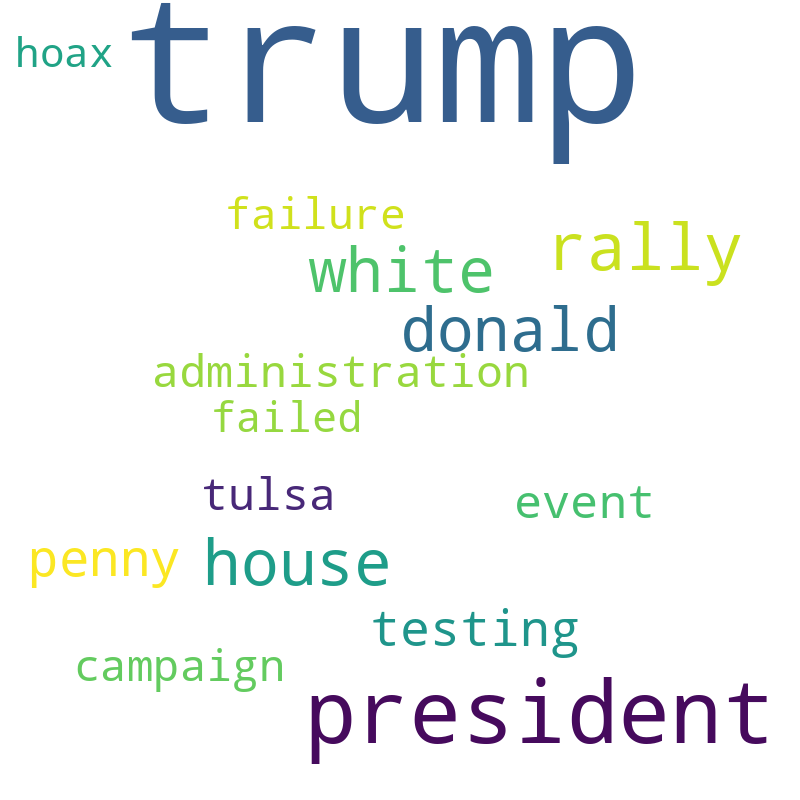 hoax trump
failure
rally
white
donald
administration
failed
tulsa
event
penny house
testing
campaign
president